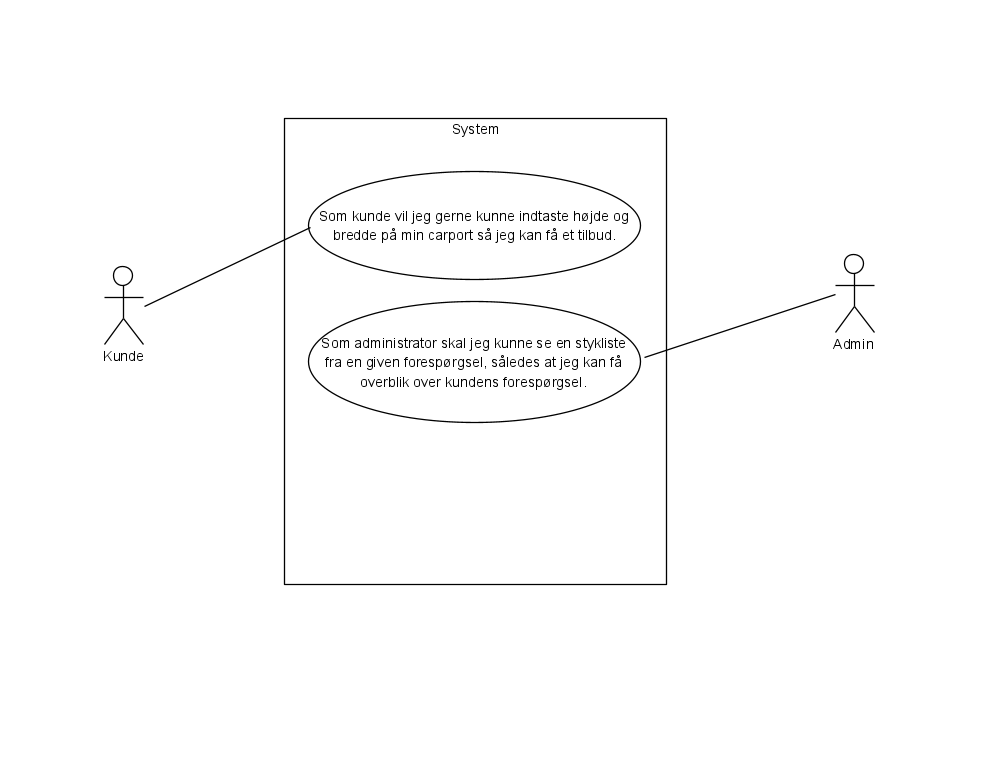 System
Som kunde vil jeg gerne kunne indtaste højde og
bredde på min carport så jeg kan få et tilbud.
Som administrator skal jeg kunne se en stykliste
fra en given forespørgsel, således at jeg kan få
overblik over kundens forespørgsel.
Kunde
Admin